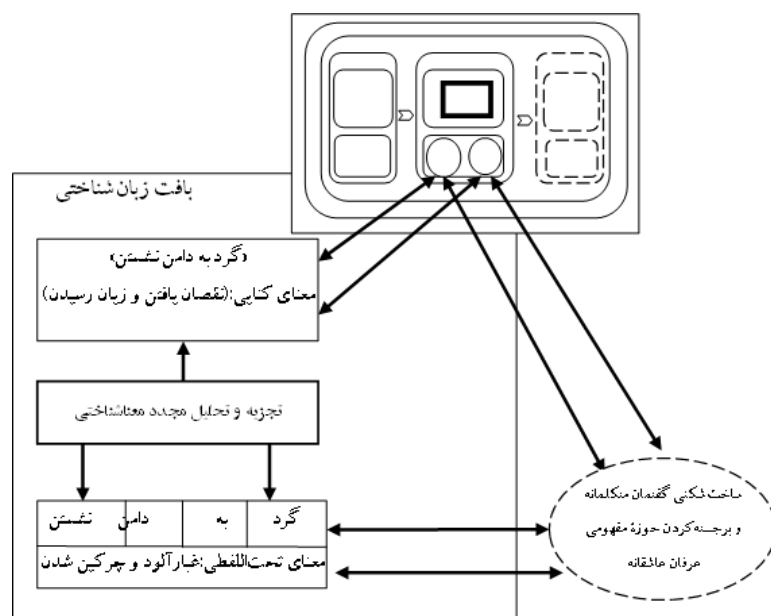 بافت زبان شناختی
«گرد به دامن نشستن»
معنای کنایی:(نقصان یافتن و زیان رسیدن)
تجزیه و تحلیل مجدد معناشناختی
گرد به دامن نشستن
معنای تحت‌اللفظی:غبارآلود و چرکین شدن
ساخت شکنی گفتمان متکلمانه
و برجسته‌کردن حوزۀ مفهومی
عرفان عاشقانه